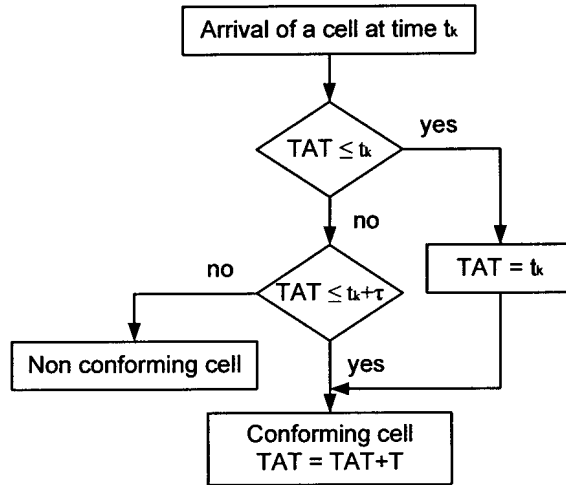 Arrival of a cell at time tk
yes
TAT ≤ tk
no
no
TAT = tk
TAT ≤ tk+τ
Non conforming cell
yes
Conforming cell
TAT = TAT+T